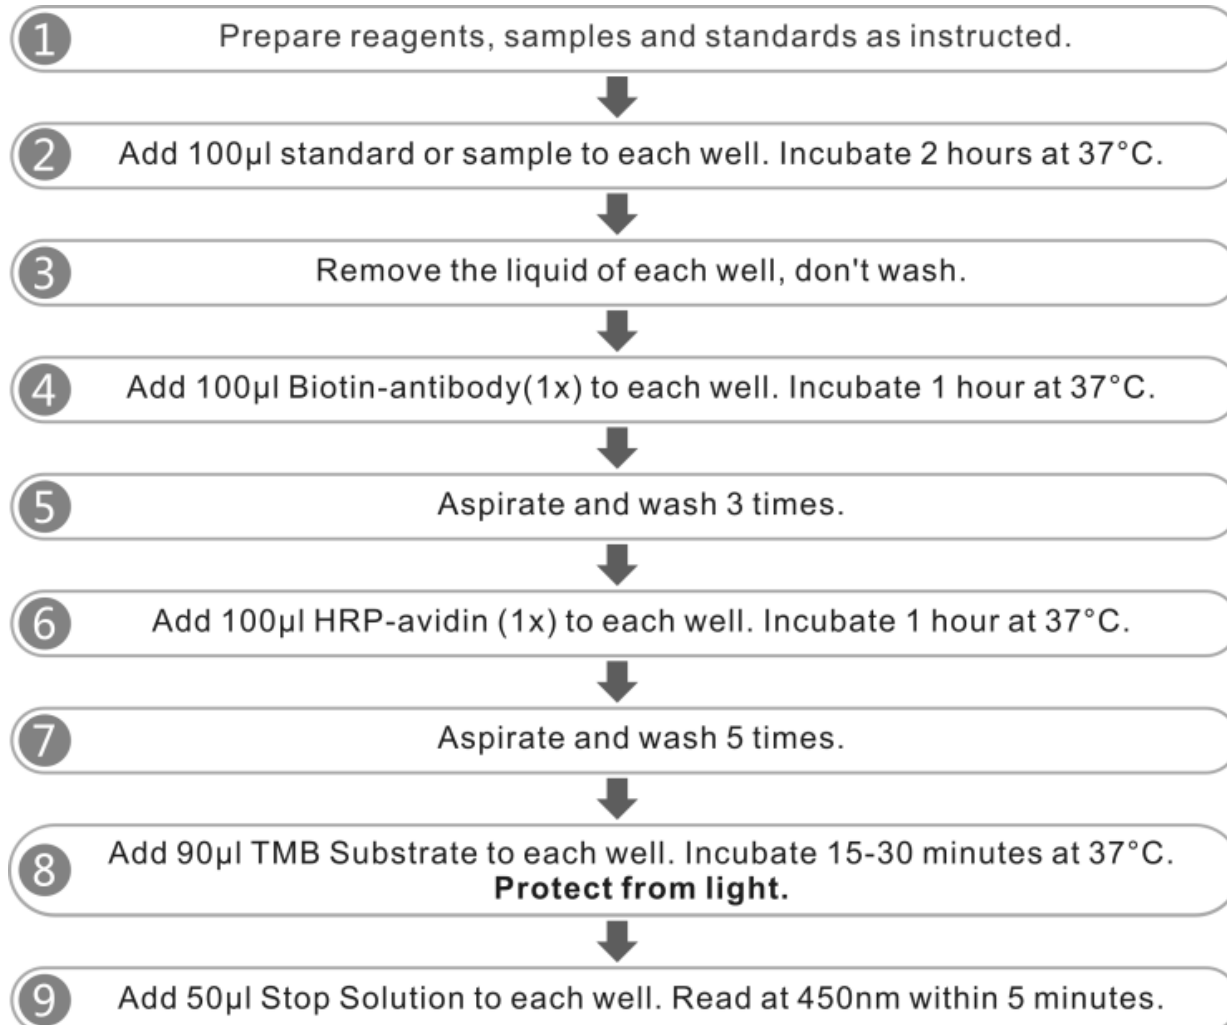 1 Prepare reagents, samples and standards as instructed.
2 Add 100µl standard or sample to each well. Incubate 2 hours at 37°C.
3 Remove the liquid of each well, don't wash.
4 Add 100µl Biotin-antibody(1x) to each well. Incubate 1 hour at 37°C.
5 Aspirate and wash 3 times.
6 Add 100µl HRP-avidin (1x) to each well. Incubate 1 hour at 37°C.
7 Aspirate and wash 5 times.
8 Add 90µl TMB Substrate to each well. Incubate 15-30 minutes at 37°C.
Protect from light.
9 Add 50µl Stop Solution to each well. Read at 450nm within 5 minutes.